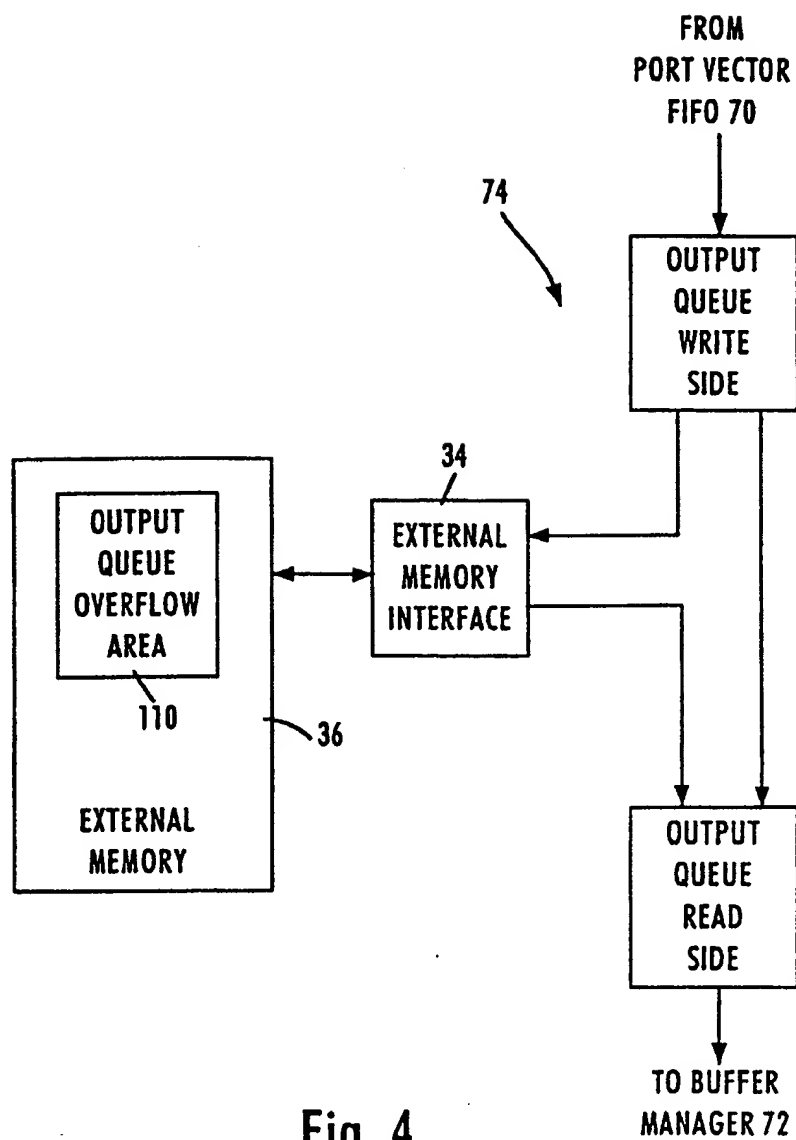 FROM
PORT VECTOR
FIFO 70
74
OUTPUT
QUEUE
WRITE
SIDE
34
EXTERNAL
MEMORY
INTERFACE
OUTPUT
QUEUE
OVERFLOW
AREA
110
36
EXTERNAL
MEMORY
OUTPUT
QUEUE
READ
SIDE
TO BUFFER
MANAGER 72
Fig. 4